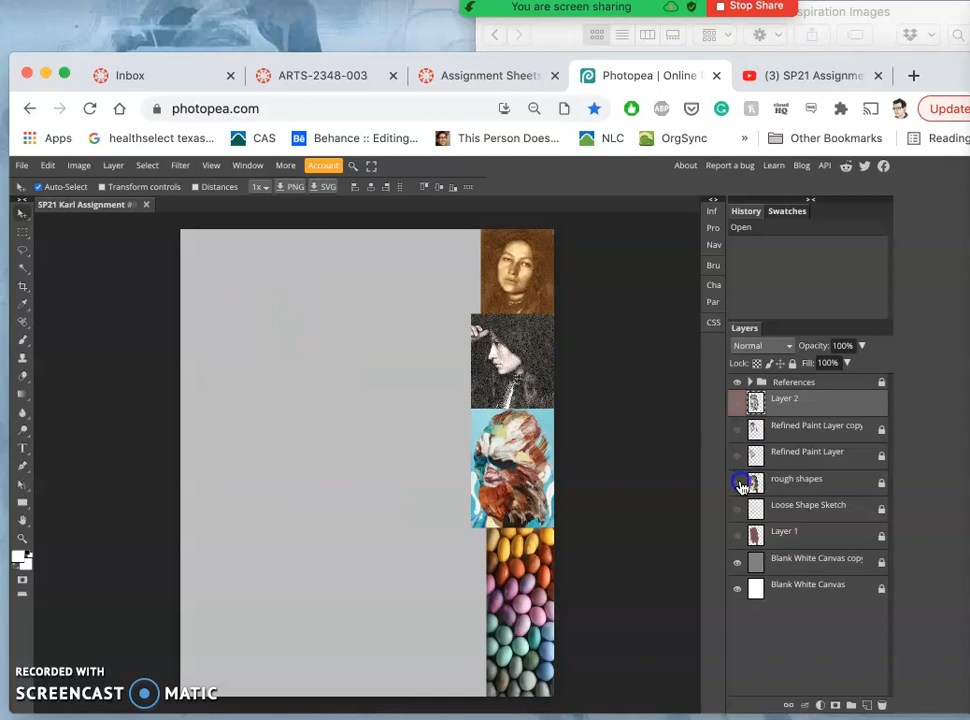 You are screen sharing
Stop Share
spiration Images
Inbox
ARTS-2348-003
Assignment Sheets
Photopea | Online
(3) SP21 Assignme
photopea.com
Update
Apps
healthselect texas...
CAS
Behance :: Editing...
This Person Does...
NLC
OrgSync
»
Other Bookmarks
Reading
File Edit Image Layer Select Filter View Window More Account
About Report a bug Learn Blog API
Auto-Select Transform controls Distances 1x PNG SVG
SP21 Karl Assignment #
Inf
Pro
Nav
Bru
Cha
Par
CSS
History Swatches
Open
Layers
Normal Opacity: 100%
Lock: Fill: 100%
References
Layer 2
Refined Paint Layer copy
Refined Paint Layer
rough shapes
Loose Shape Sketch
Layer 1
Blank White Canvas copy
Blank White Canvas
RECORDED WITH
SCREENCAST MATIC